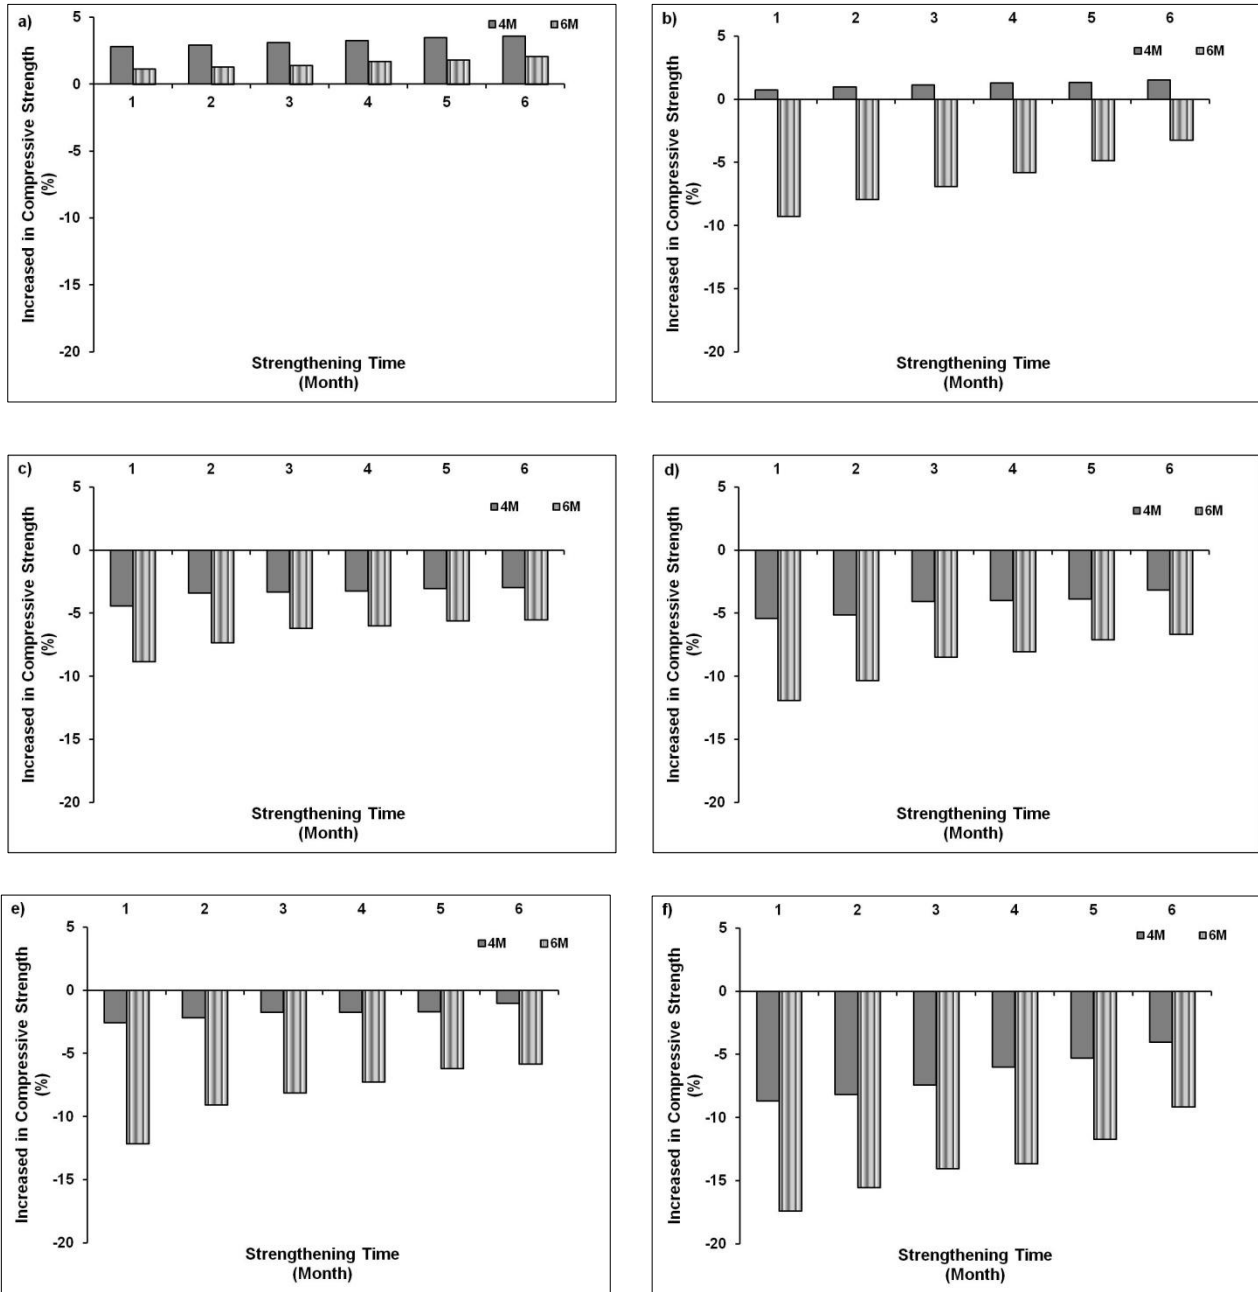 a)
4M 6M
5
0
-5
-10
-15
-20
1 2 3 4 5 6
Increased in Compressive Strength
(%)
Strengthening Time
(Month)
b)
1 2 3 4 5 6
4M 6M
5
0
-5
-10
-15
-20
Increased in Compressive Strength
(%)
Strengthening Time
(Month)
c)
1 2 3 4 5 6
4M 6M
5
0
-5
-10
-15
-20
Increased in Compressive Strength
(%)
Strengthening Time
(Month)
d)
1 2 3 4 5 6
4M 6M
5
0
-5
-10
-15
-20
Increased in Compressive Strength
(%)
Strengthening Time
(Month)
e)
1 2 3 4 5 6
4M 6M
5
0
-5
-10
-15
-20
Increased in Compressive Strength
(%)
Strengthening Time
(Month)
f)
1 2 3 4 5 6
4M 6M
5
0
-5
-10
-15
-20
Increased in Compressive Strength
(%)
Strengthening Time
(Month)